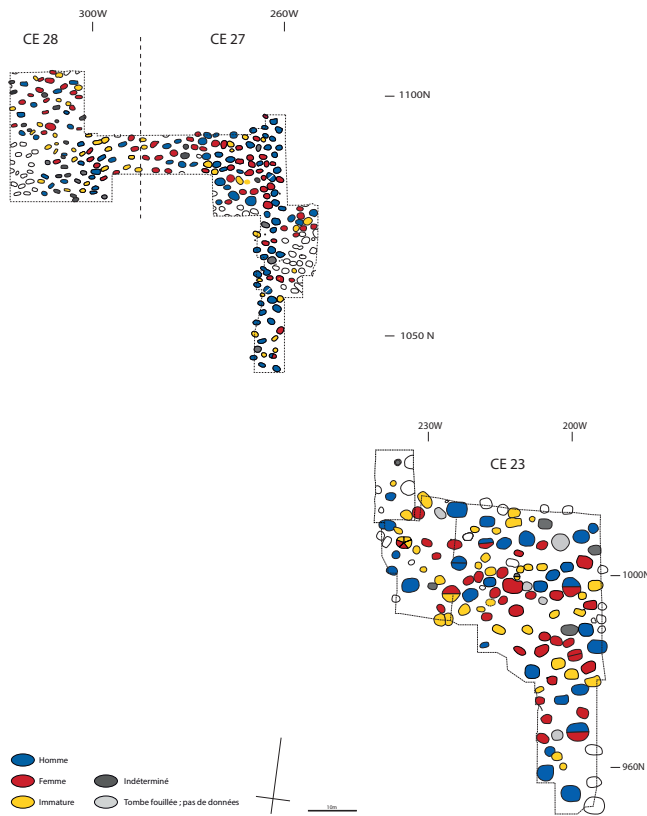 300W 260W
CE 28 CE 27
1100N
1050 N
230W 200W
CE 23
1000N
960N
Homme
Femme Indéterminé
Immature Tombe fouillée ; pas de données
10m